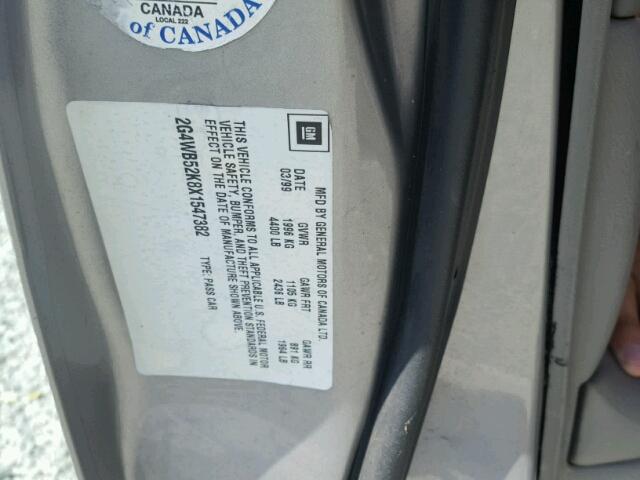 CANADA
LOCAL 222
of CANADA
GM
MFD BY GENERAL MOTORS OF CANADA LTD.
DATE GVWR GAWR FRT GAWR RR
03/99 1996 KG 1105 KG 891 KG
4400 LB 2436 LB 1964 LB
THIS VEHICLE CONFORMS TO ALL APPLICABLE U.S. FEDERAL MOTOR
VEHICLE SAFETY, BUMPER, AND THEFT PREVENTION STANDARDS IN
EFFECT ON THE DATE OF MANUFACTURE SHOWN ABOVE.
2G4WB52K8X1547382 TYPE: PASS CAR